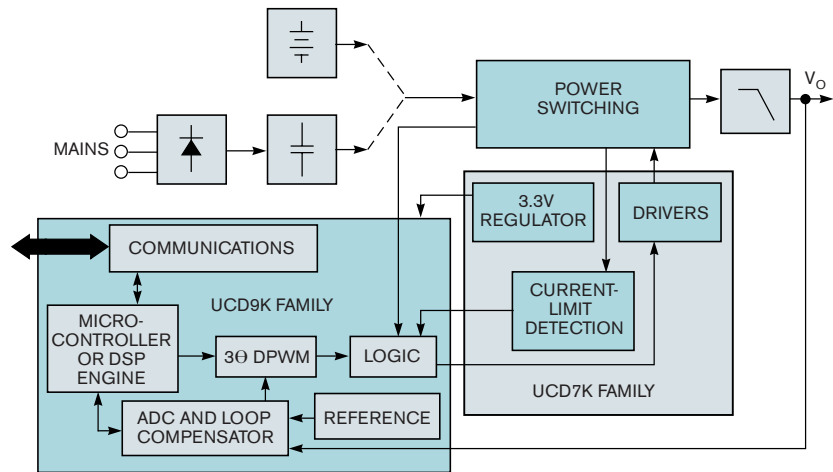 V_O
POWER
SWITCHING
MAINS
3.3V
REGULATOR
DRIVERS
COMMUNICATIONS
UCD9K FAMILY
CURRENT-
LIMIT
DETECTION
MICRO-
CONTROLLER
OR DSP
ENGINE
3Θ DPWM
LOGIC
UCD7K FAMILY
ADC AND LOOP
COMPENSATOR
REFERENCE